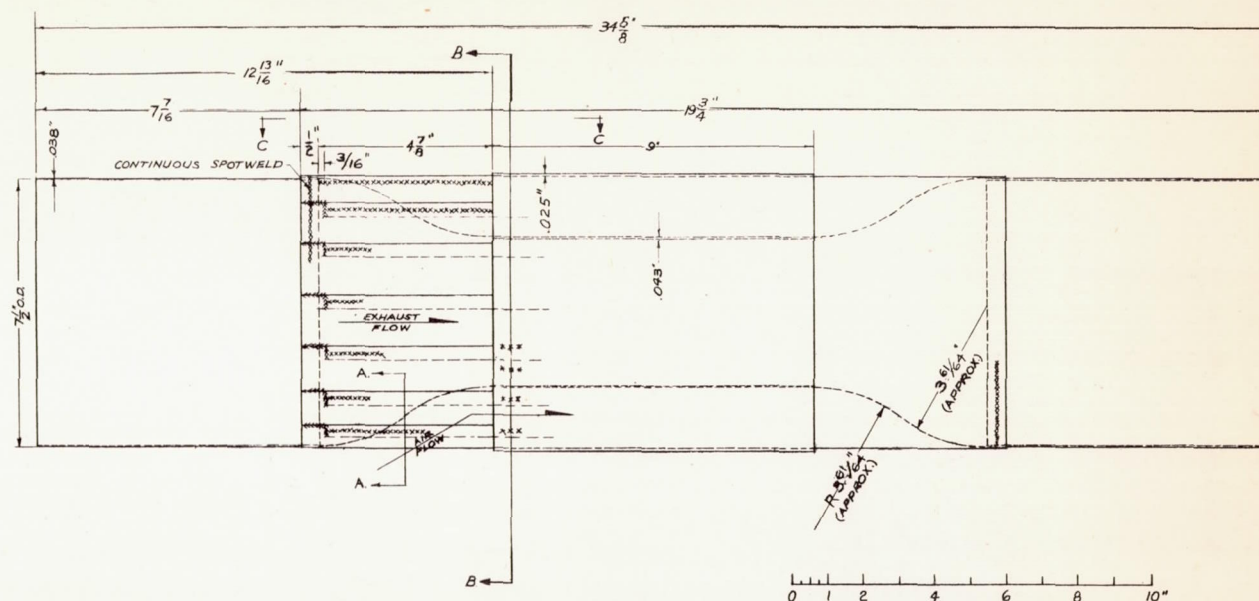 34 5/8"
B
12 13/16"
7 7/16
19 3/4"
C
1/2"
4 7/8"
C
9"
.038"
CONTINUOUS SPOTWELD
3/16"
.025"
.043"
7 1/2" O.D.
EXHAUST
FLOW
A.
AIR
FLOW
A.
3 61/64"
(APPROX)
R-3 61/64"
(APPROX.)
B
0 1 2 4 6 8 10"